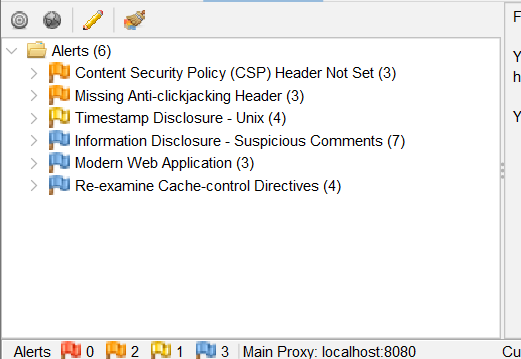 Alerts (6)
Content Security Policy (CSP) Header Not Set (3)
Missing Anti-clickjacking Header (3)
Timestamp Disclosure - Unix (4)
Information Disclosure - Suspicious Comments (7)
Modern Web Application (3)
Re-examine Cache-control Directives (4)
Alerts 0 2 1 3 Main Proxy: localhost:8080